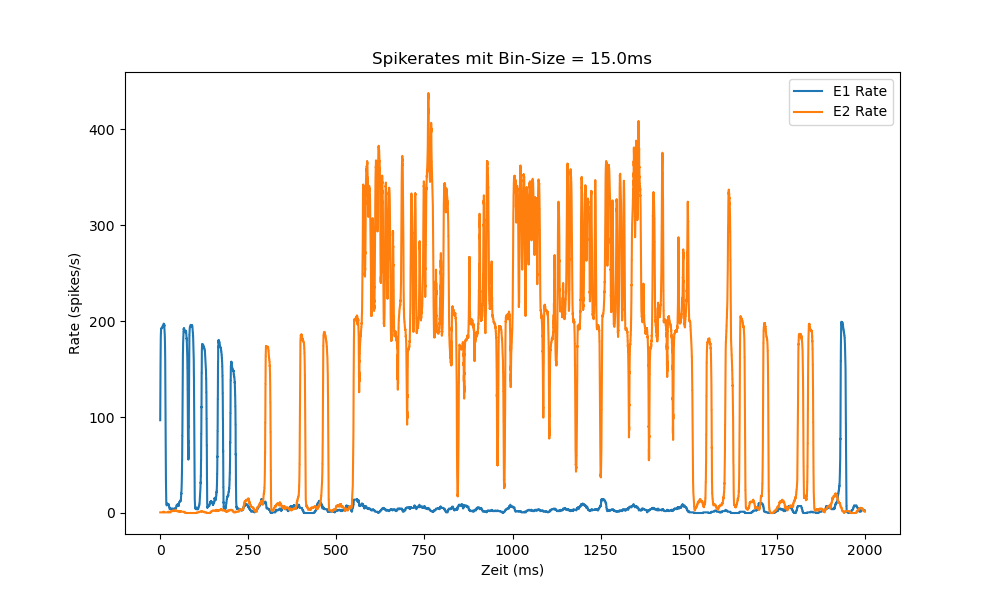 Spikerates mit Bin-Size = 15.0ms
E1 Rate
E2 Rate
Rate (spikes/s)
400
300
200
100
0
0 250 500 750 1000 1250 1500 1750 2000
Zeit (ms)